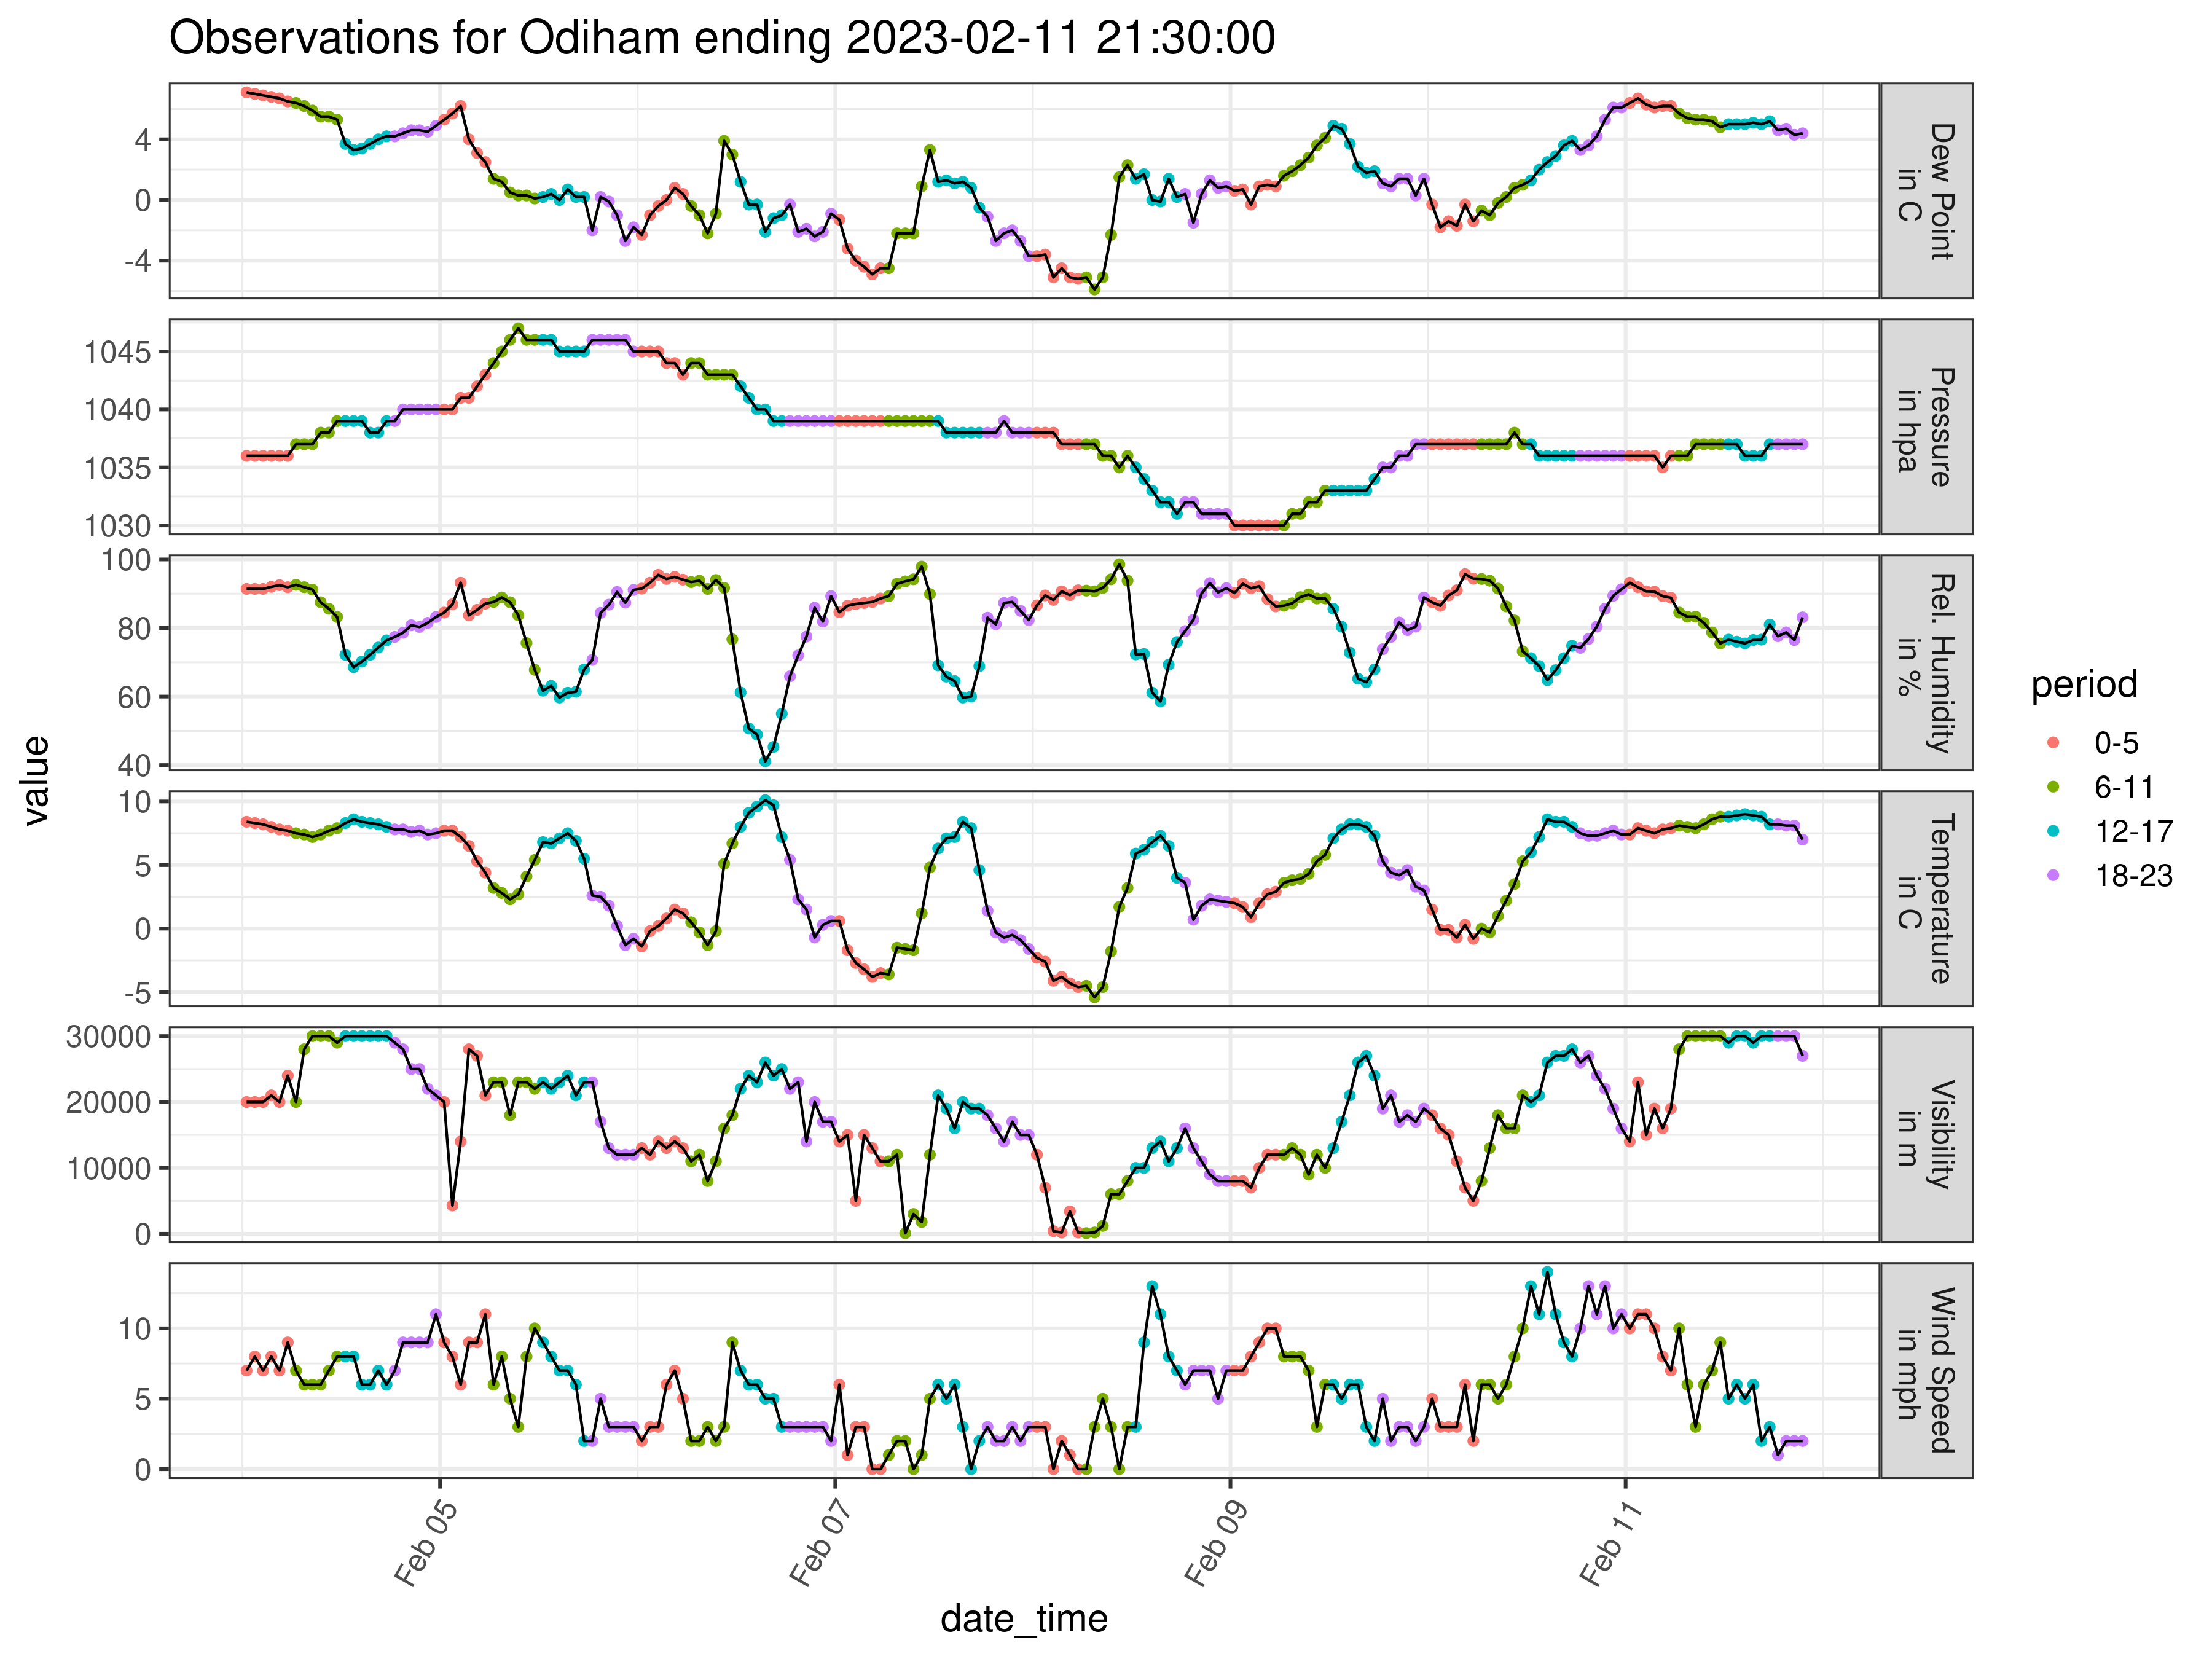 Observations for Odiham ending 2023-02-11 21:30:00
value
4
0
-4
Dew Point
in C
1045
1040
1035
1030
Pressure
in hpa
100
80
60
40
Rel. Humidity
in %
10
5
0
-5
Temperature
in C
30000
20000
10000
0
Visibility
in m
10
5
0
Wind Speed
in mph
Feb 05
Feb 07
Feb 09
Feb 11
date_time
period
0-5
6-11
12-17
18-23